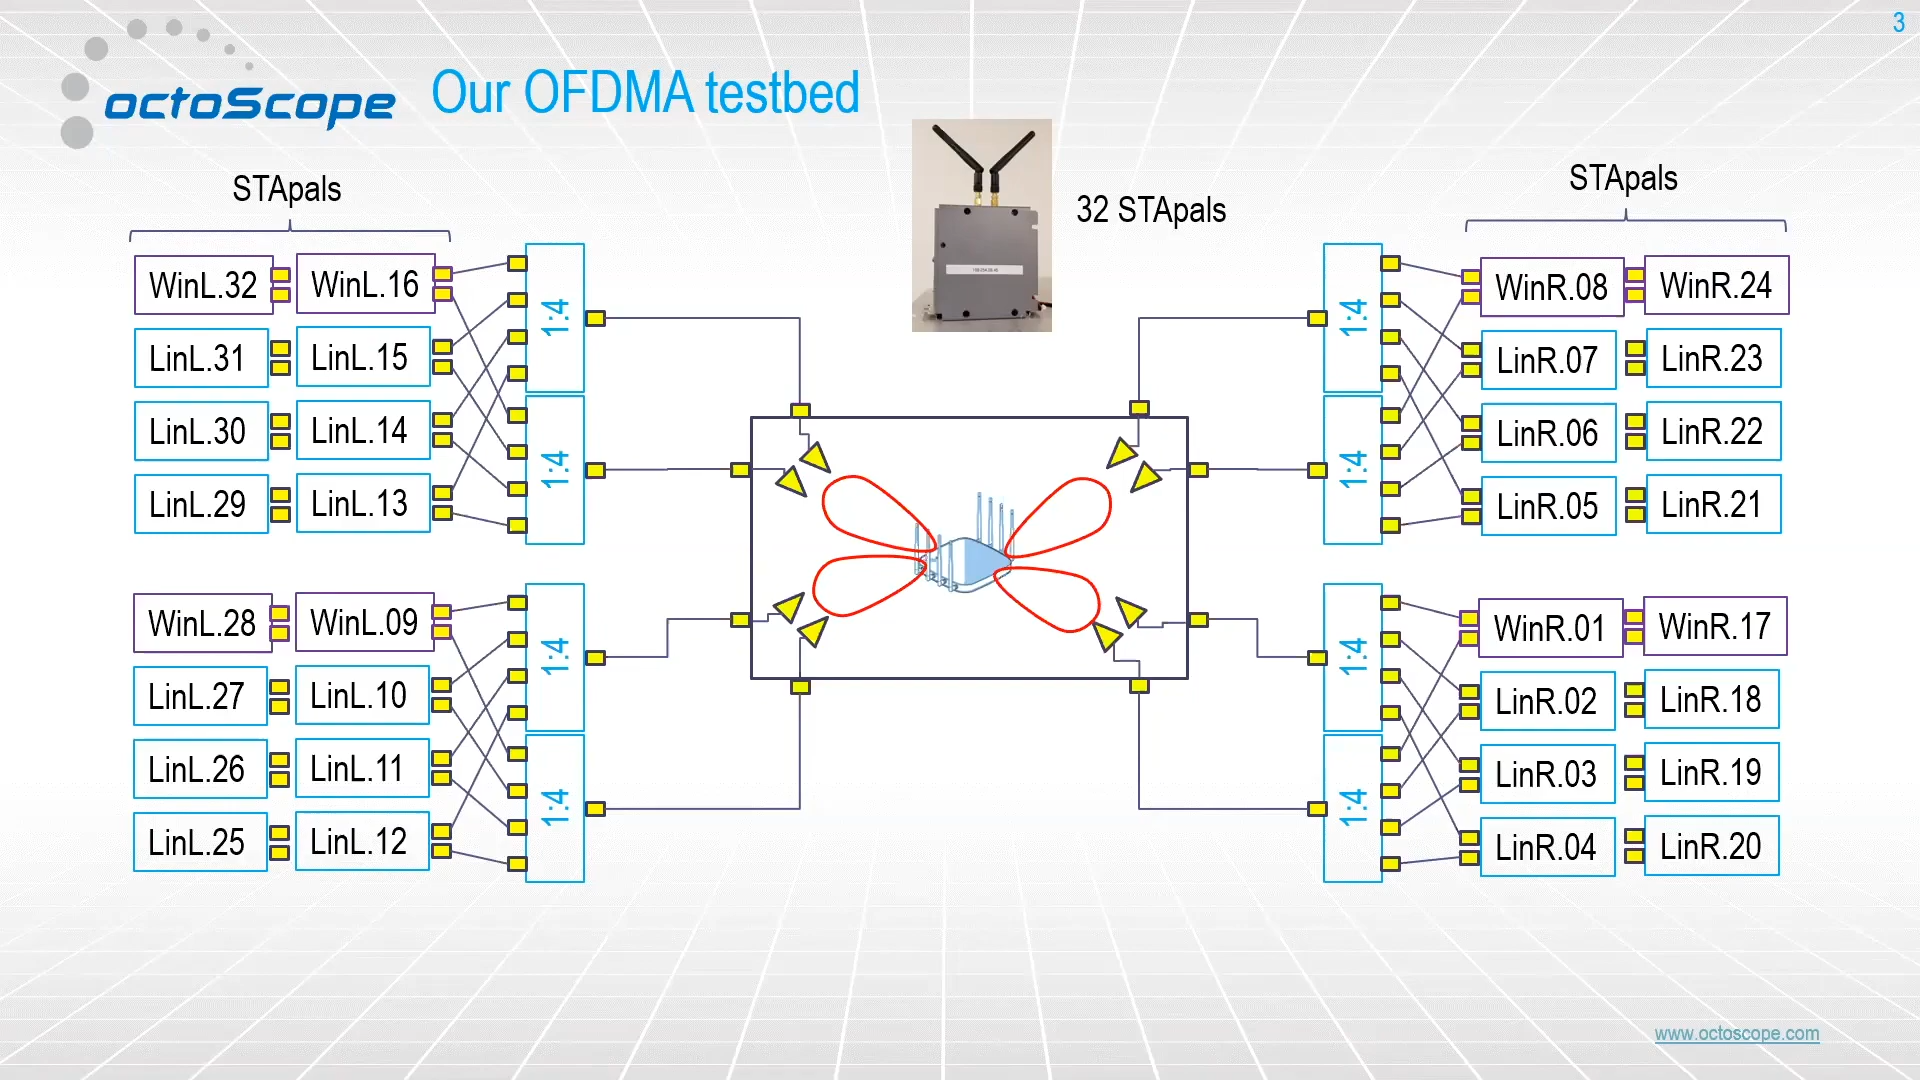 3
octoScope
Our OFDMA testbed
STApals
32 STApals
STApals
WinL.32
WinL.16
1:4
1:4
WinR.08
WinR.24
LinL.31
LinL.15
LinR.07
LinR.23
LinL.30
LinL.14
1:4
1:4
LinR.06
LinR.22
LinL.29
LinL.13
LinR.05
LinR.21
WinL.28
WinL.09
1:4
1:4
WinR.01
WinR.17
LinL.27
LinL.10
LinR.02
LinR.18
LinL.26
LinL.11
LinR.03
LinR.19
LinL.25
LinL.12
1:4
1:4
LinR.04
LinR.20
www.octoscope.com